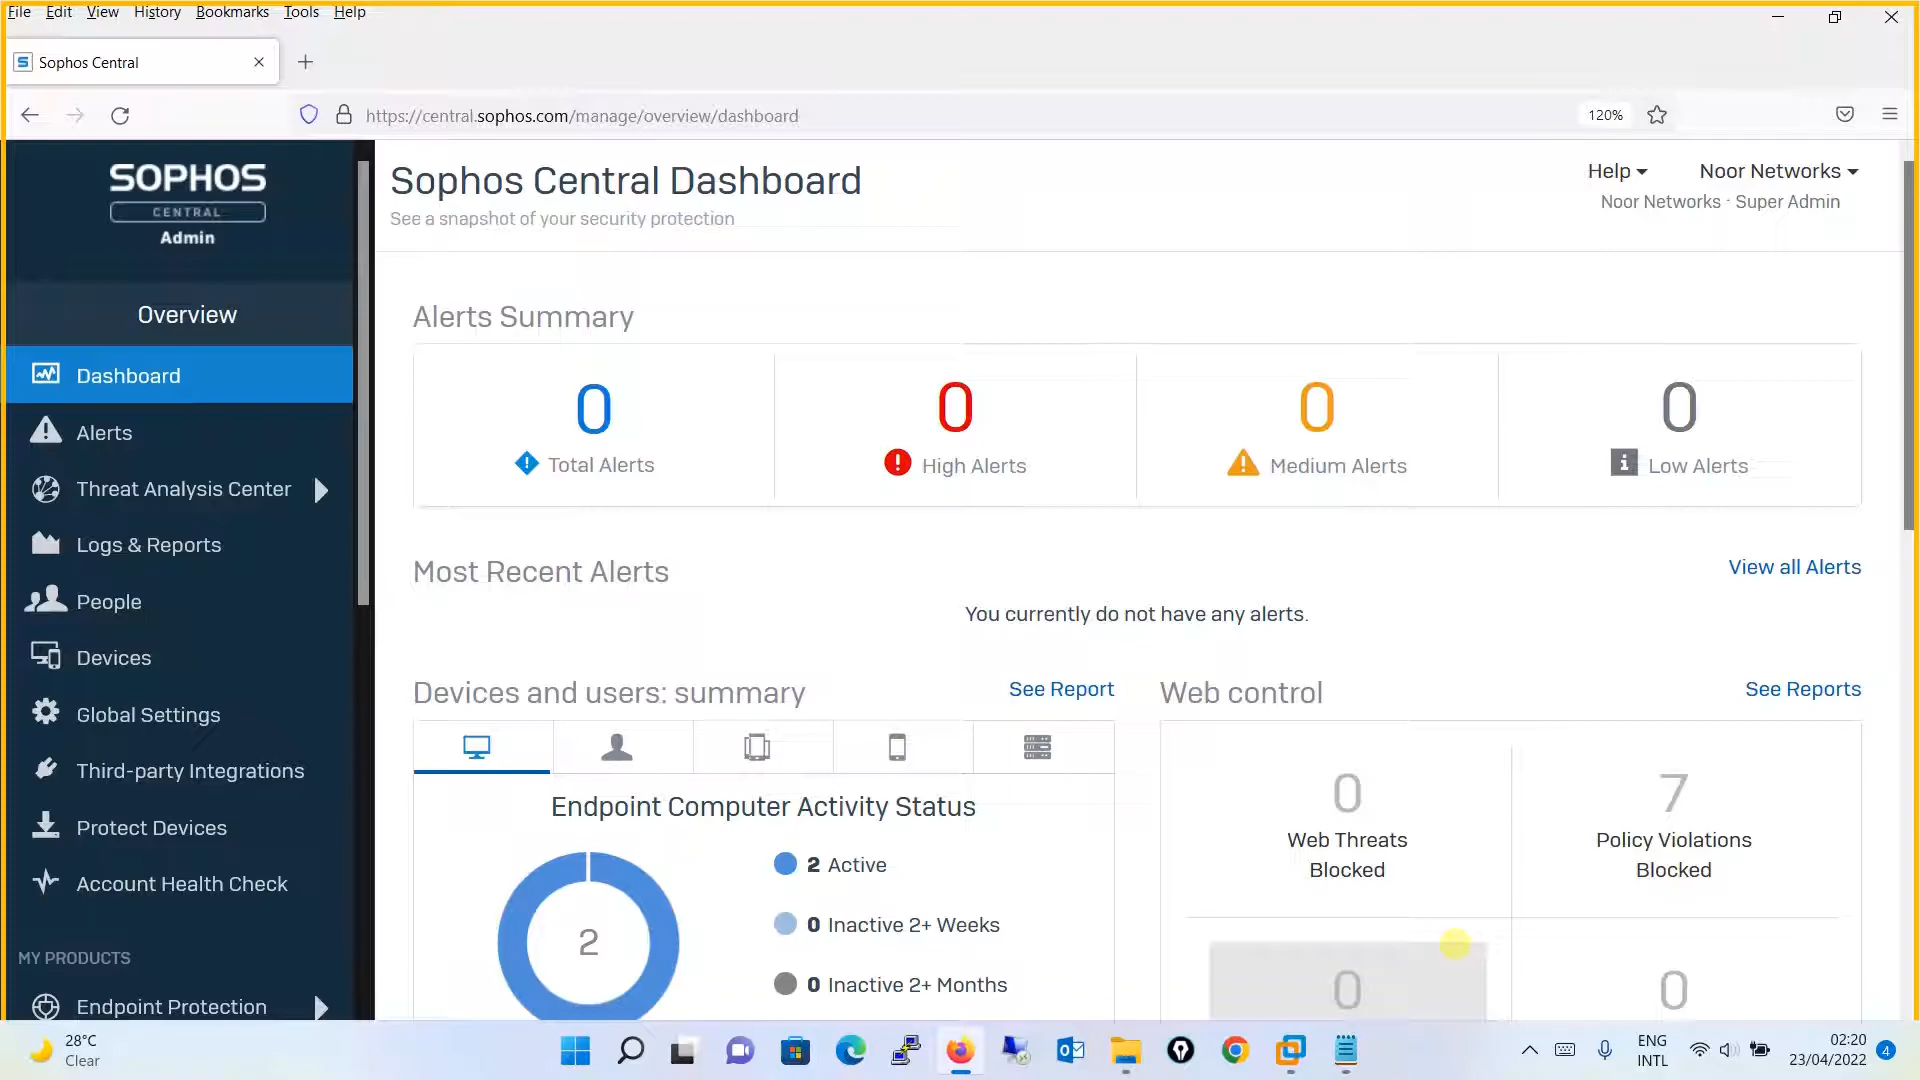 File Edit View History Bookmarks Tools Help
Sophos Central
https://central.sophos.com/manage/overview/dashboard
120%
SOPHOS
CENTRAL
Admin
Overview
Dashboard
Alerts
Threat Analysis Center
Logs & Reports
People
Devices
Global Settings
Third-party Integrations
Protect Devices
Account Health Check
MY PRODUCTS
Endpoint Protection
Sophos Central Dashboard
See a snapshot of your security protection
Help
Noor Networks
Noor Networks · Super Admin
Alerts Summary
0
Total Alerts
0
High Alerts
0
Medium Alerts
0
Low Alerts
Most Recent Alerts
View all Alerts
You currently do not have any alerts.
Devices and users: summary
See Report
Endpoint Computer Activity Status
2
2 Active
0 Inactive 2+ Weeks
0 Inactive 2+ Months
Web control
See Reports
0
Web Threats
Blocked
7
Policy Violations
Blocked
0
0
28°C
Clear
ENG
INTL
02:20
23/04/2022
4